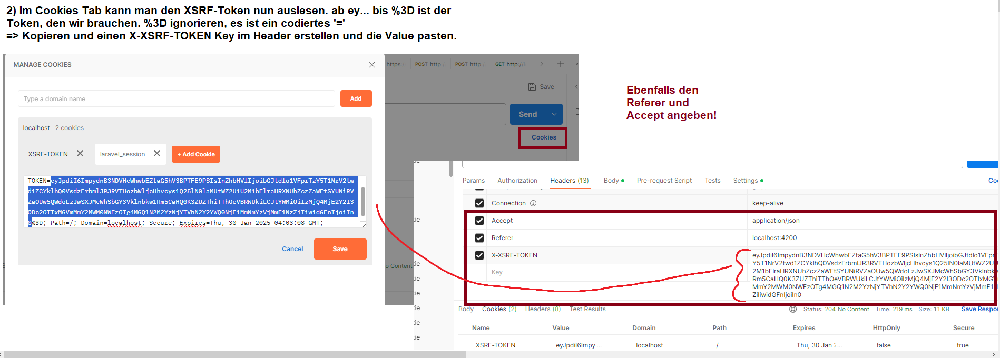 2) Im Cookies Tab kann man den XSRF-Token nun auslesen. ab ey... bis %3D ist der
Token, den wir brauchen. %3D ignorieren, es ist ein codiertes '='
=> Kopieren und einen X-XSRF-TOKEN Key im Header erstellen und die Value pasten.
MANAGE COOKIES
https:/ POST http:/ POST http:/ GET http://
Save
Type a domain name
Add
Send
localhost 2 cookies
Cookies
XSRF-TOKEN laravel_session + Add Cookie
TOKEN=eyJpdiI6ImpydnB3NDVHcWhwbEZtaG5hV3BPTFE9PSIsInZhbHVlIjoibGJtdlo1VFprTzY5T1NrV2tw
d1ZCYklhQ0VsdzFrbmlJR3RVTHozbWljcHhvcys1Q25lN0laMUtWZ2U1U2M1bElraHRXNUhZczZaWEtSYUNiRV
ZaOUw5QWdoLzJwSXJMcWhSbGY3Vklnbkw1Rm5CaHQ0K3ZUZThiTThOeVBRWUkiLCJtYWMiOiIzMjQ4MjE2Y2I3
ODc2OTIxMGVmMmY2MWM0NWEzOTg4MGQ1N2M2YzNjYTVhN2Y2YWQ0NjE1MmNmYzVjMmE1NzZiIiwidGFnIjoiIn
0%3D; Path=/; Domain=localhost; Secure; Expires=Thu, 30 Jan 2025 04:03:08 GMT;
Cancel
Save
Ebenfalls den
Referer und
Accept angeben!
Params Authorization Headers (13) Body Pre-request Script Tests Settings
Connection keep-alive
Accept application/json
Referer localhost:4200
X-XSRF-TOKEN
eyJpdiI6ImpydnB3NDVHcWhwbEZtaG5hV3BPTFE9PSIsInZhbHVlIjoibGJtdlo1VFprT
Y5T1NrV2twd1ZCYklhQ0VsdzFrbmlJR3RVTHozbWljcHhvcys1Q25lN0laMUtWZ2U1U
2M1bElraHRXNUhZczZaWEtSYUNiRVZaOUw5QWdoLzJwSXJMcWhSbGY3Vklnbk
Rm5CaHQ0K3ZUZThiTThOeVBRWUkiLCJtYWMiOiIzMjQ4MjE2Y2I3ODc2OTIxMGV
MmY2MWM0NWEzOTg4MGQ1N2M2YzNjYTVhN2Y2YWQ0NjE1MmNmYzVjMmE1N
ZiIiwidGFnIjoiIn0
Key
Body Cookies (2) Headers (8) Test Results
Status: 204 No Content Time: 219 ms Size: 1.1 KB Save Respo
Name Value Domain Path Expires HttpOnly Secure
XSRF-TOKEN eyJpdiI6Impy ... localhost / Thu, 30 Jan 2... false true